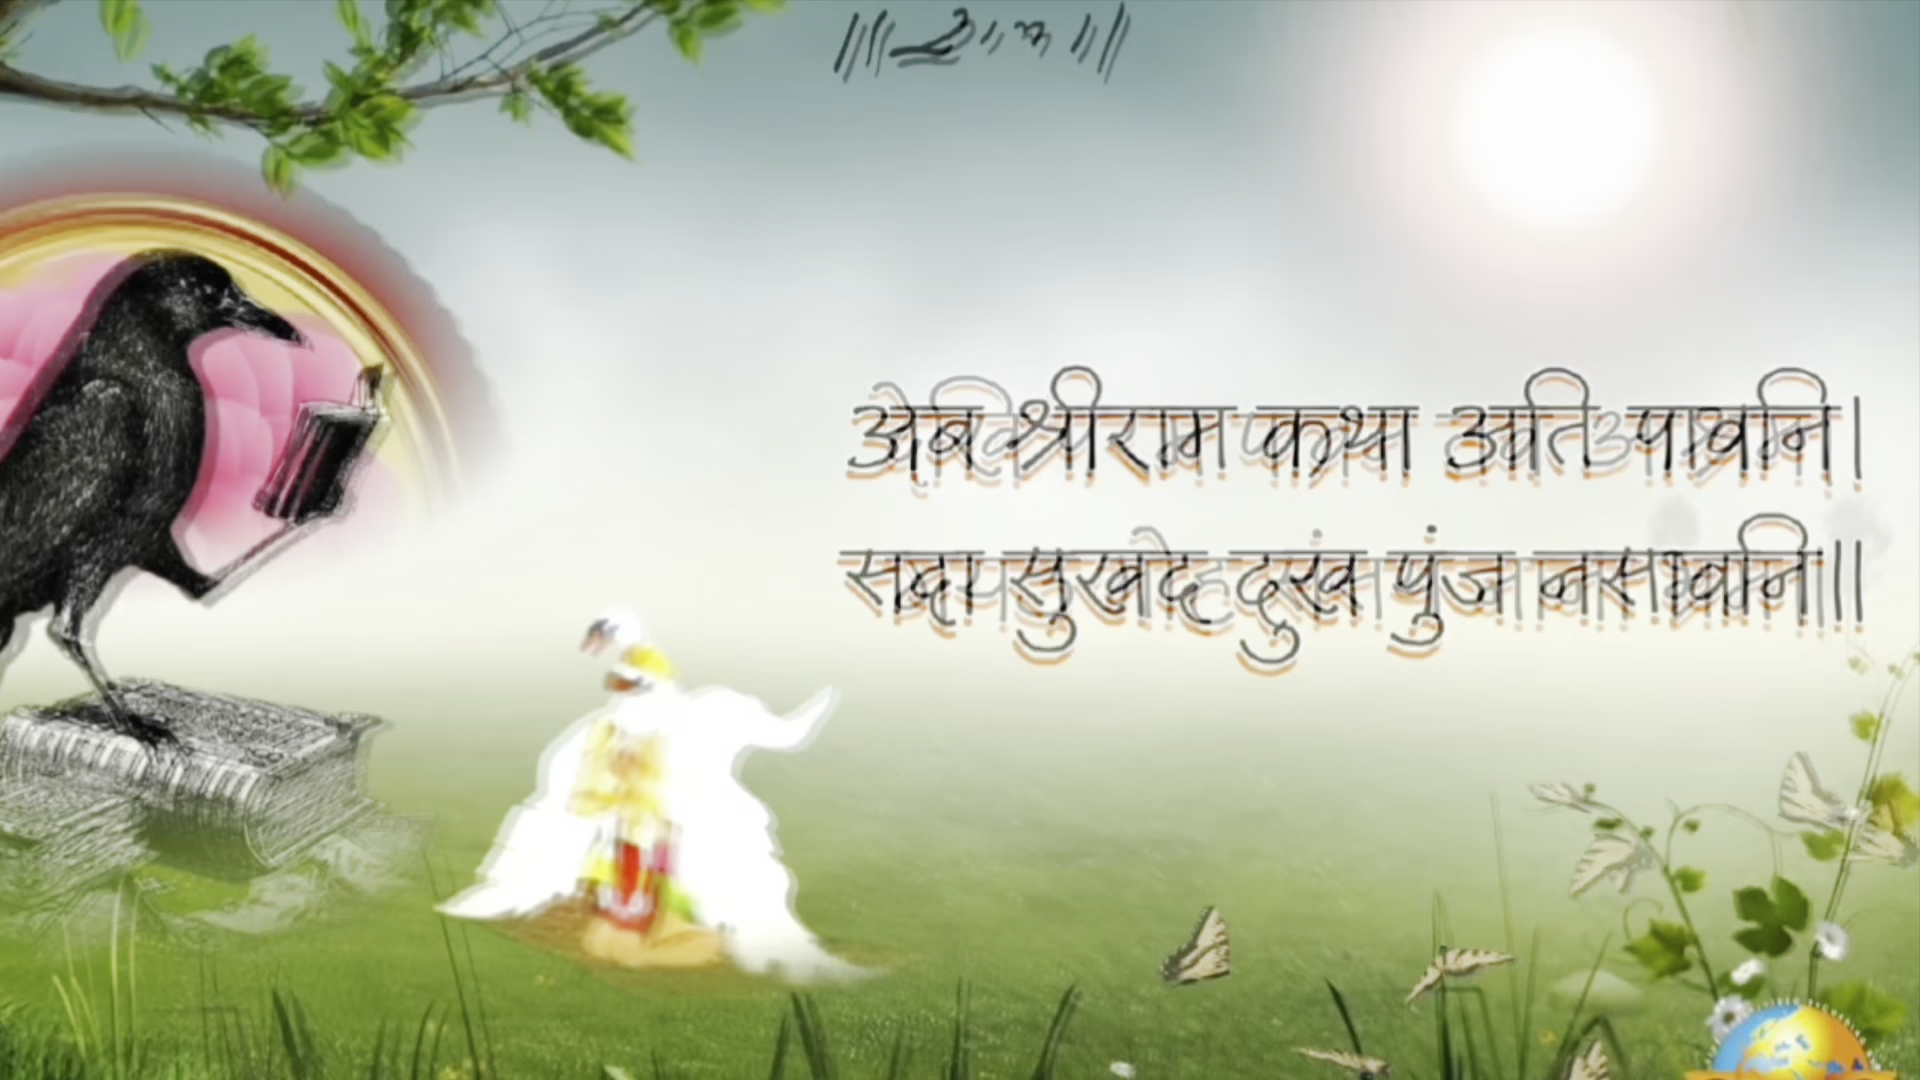 अब श्रीराम कथा अति पावनि।
सदा सुखद दुख पुंज नसावनि॥